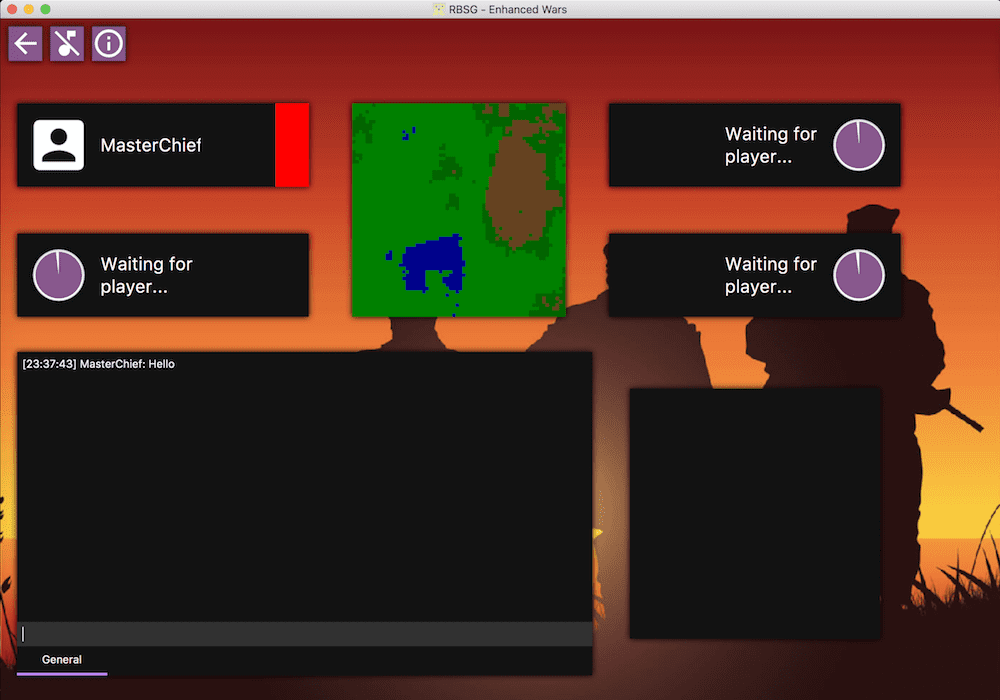 RBSG - Enhanced Wars
MasterChief
Waiting for
player...
Waiting for
player...
Waiting for
player...
[23:37:43] MasterChief: Hello
General